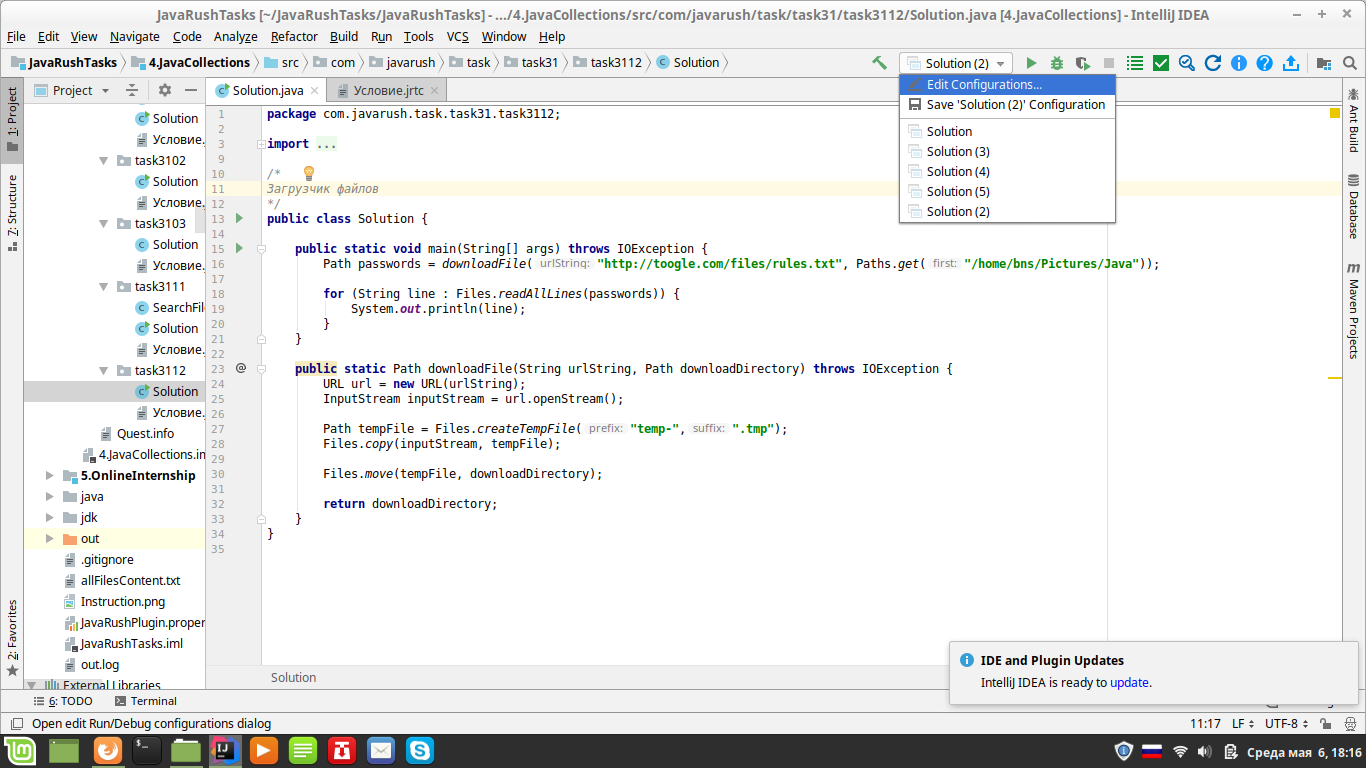 JavaRushTasks [~/JavaRushTasks/JavaRushTasks] - .../4.JavaCollections/src/com/javarush/task/task31/task3112/Solution.java [4.JavaCollections] - IntelliJ IDEA
File Edit View Navigate Code Analyze Refactor Build Run Tools VCS Window Help
JavaRushTasks 4.JavaCollections src com javarush task task31 task3112 Solution
Solution (2)
Edit Configurations...
Save 'Solution (2)' Configuration
Solution
Solution (3)
Solution (4)
Solution (5)
Solution (2)
1: Project
7: Structure
2: Favorites
Project
Solution
Условие.
task3102
Solution
Условие.
task3103
Solution
Условие.
task3111
SearchFil
Solution
Условие.
task3112
Solution
Условие.
Quest.info
4.JavaCollections.in
5.OnlineInternship
java
jdk
out
.gitignore
allFilesContent.txt
Instruction.png
JavaRushPlugin.proper
JavaRushTasks.iml
out.log
External Libraries
Solution.java Условие.jrtc
1 package com.javarush.task.task31.task3112;
2
3 import ...
9
10 /*
11 Загрузчик файлов
12 */
13 public class Solution {
14
15 public static void main(String[] args) throws IOException {
16 Path passwords = downloadFile( urlString: "http://toogle.com/files/rules.txt", Paths.get( first: "/home/bns/Pictures/Java"));
17
18 for (String line : Files.readAllLines(passwords)) {
19 System.out.println(line);
20 }
21 }
22
23 @ public static Path downloadFile(String urlString, Path downloadDirectory) throws IOException {
24 URL url = new URL(urlString);
25 InputStream inputStream = url.openStream();
26
27 Path tempFile = Files.createTempFile( prefix: "temp-", suffix: ".tmp");
28 Files.copy(inputStream, tempFile);
29
30 Files.move(tempFile, downloadDirectory);
31
32 return downloadDirectory;
33 }
34 }
35
Solution
Ant Build
Database
Maven Projects
IDE and Plugin Updates
IntelliJ IDEA is ready to update.
6: TODO Terminal
Open edit Run/Debug configurations dialog
11:17 LF UTF-8
Среда мая 6, 18:16